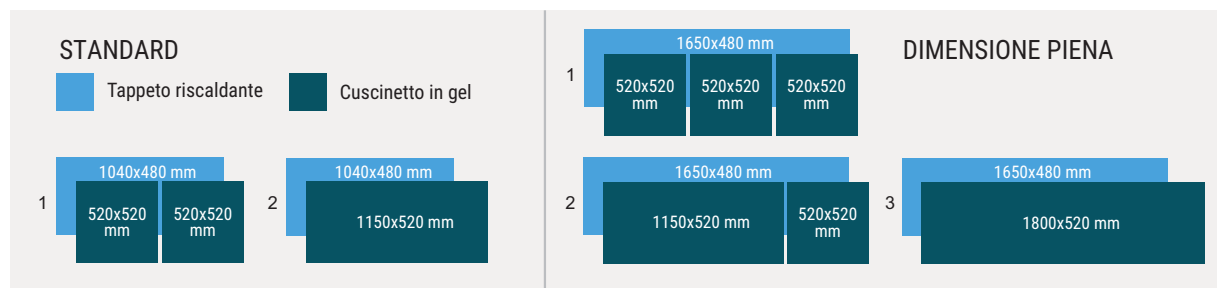 STANDARD
Tappeto riscaldante
Cuscinetto in gel
1
1040x480 mm
520x520
mm
520x520
mm
2
1040x480 mm
1150x520 mm
DIMENSIONE PIENA
1
1650x480 mm
520x520
mm
520x520
mm
520x520
mm
2
1650x480 mm
1150x520 mm
520x520
mm
3
1650x480 mm
1800x520 mm